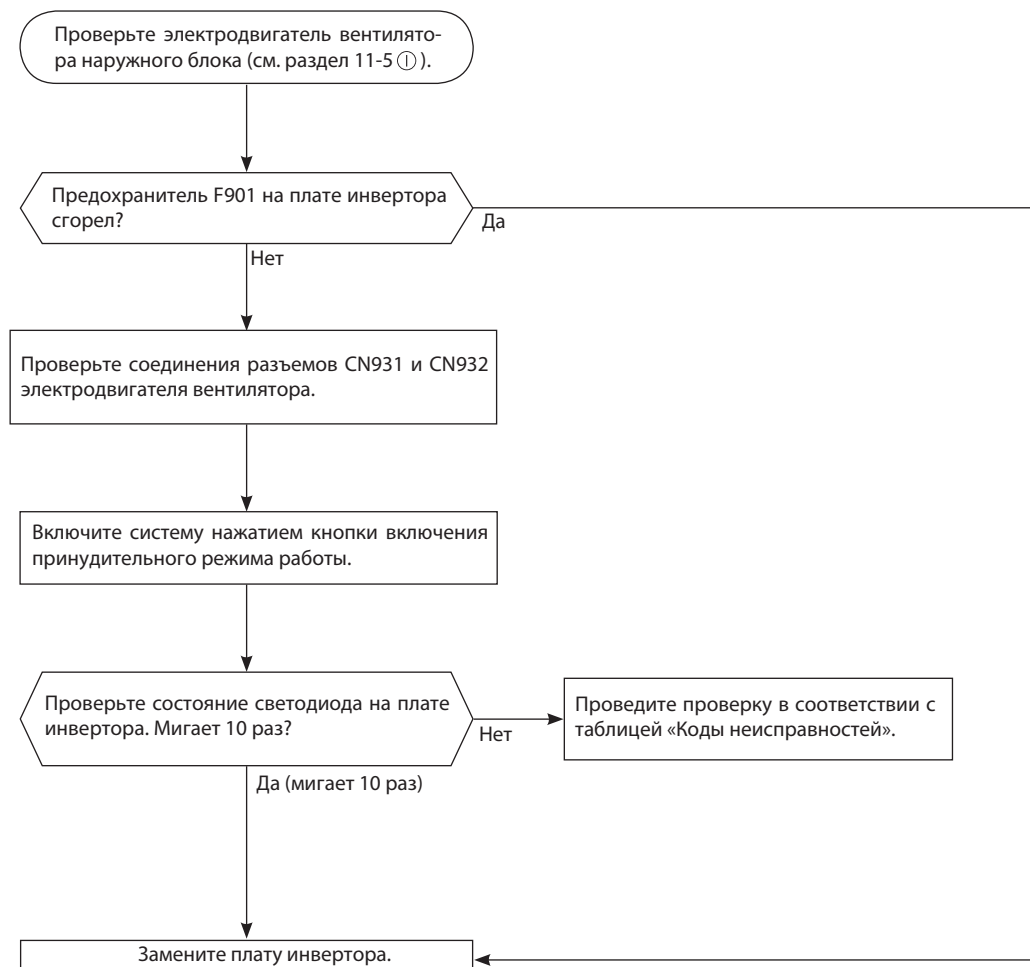 Проверьте электродвигатель вентилято-
ра наружного блока (см. раздел 11-5 Ⓘ ).
Предохранитель F901 на плате инвертора
сгорел?
Да
Нет
Проверьте соединения разъемов CN931 и CN932
электродвигателя вентилятора.
Включите систему нажатием кнопки включения
принудительного режима работы.
Проверьте состояние светодиода на плате
инвертора. Мигает 10 раз?
Нет
Проведите проверку в соответствии с
таблицей «Коды неисправностей».
Да (мигает 10 раз)
Замените плату инвертора.